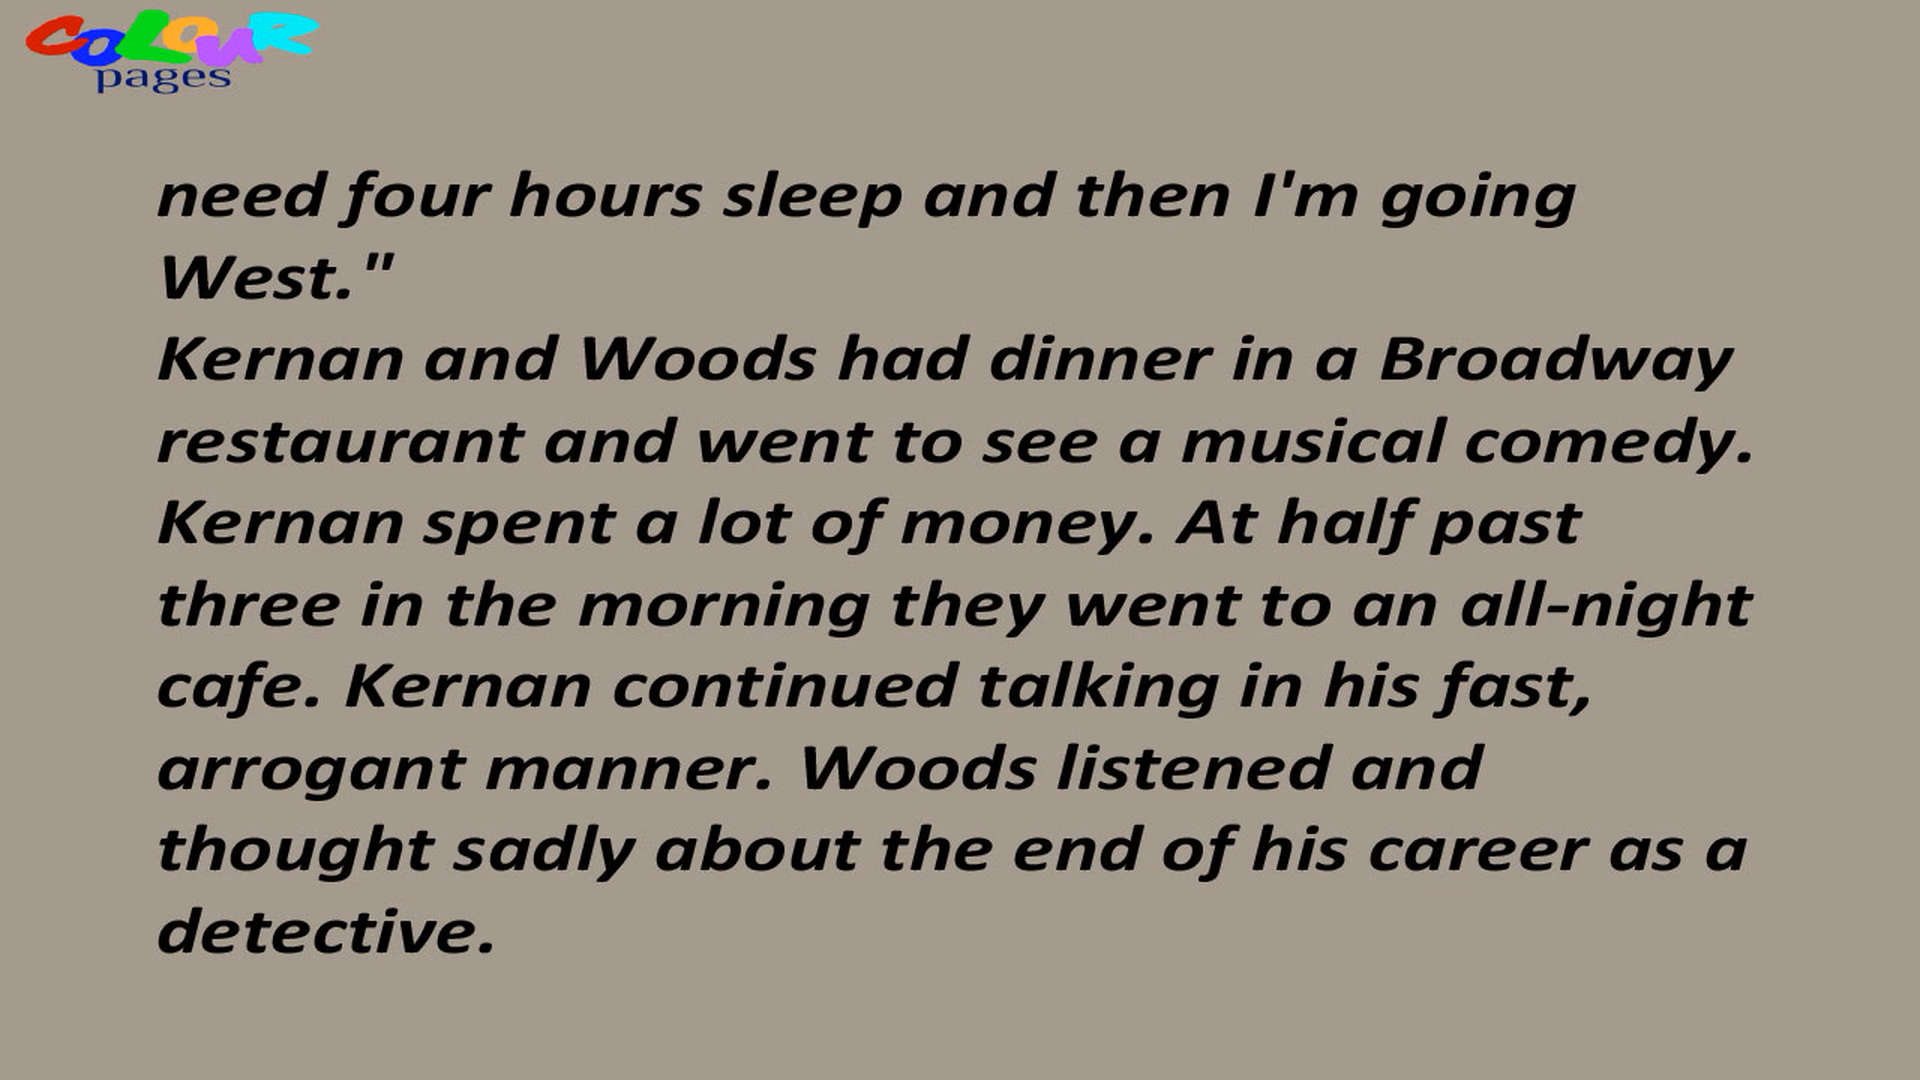 COLOUR
pages
need four hours sleep and then I'm going
West."
Kernan and Woods had dinner in a Broadway
restaurant and went to see a musical comedy.
Kernan spent a lot of money. At half past
three in the morning they went to an all-night
cafe. Kernan continued talking in his fast,
arrogant manner. Woods listened and
thought sadly about the end of his career as a
detective.